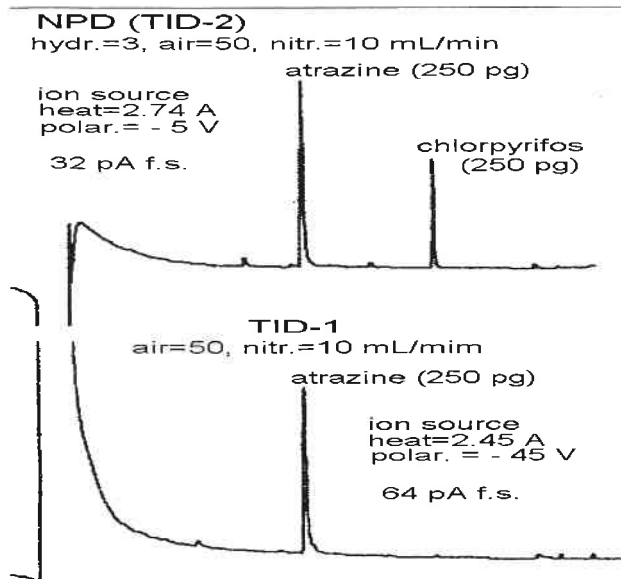 NPD (TID-2)
hydr.=3, air=50, nitr.=10 mL/min
atrazine (250 pg)
ion source
heat=2.74 A
polar.= - 5 V
32 pA f.s.
chlorpyrifos
(250 pg)
TID-1
air=50, nitr.=10 mL/mim
atrazine (250 pg)
ion source
heat=2.45 A
polar. = - 45 V
64 pA f.s.